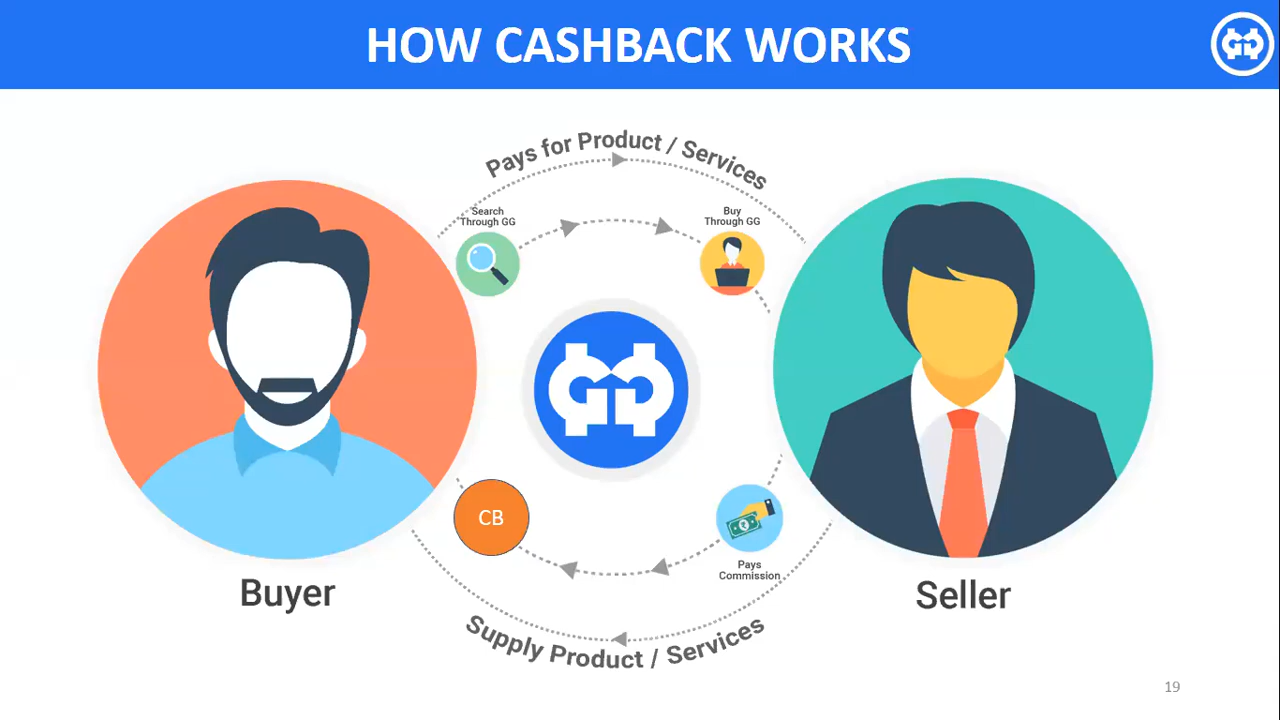 HOW CASHBACK WORKS
Pays for Product / Services
Search
Through GG
Buy
Through GG
CB
Pays
Commission
Buyer
Seller
Supply Product / Services
19